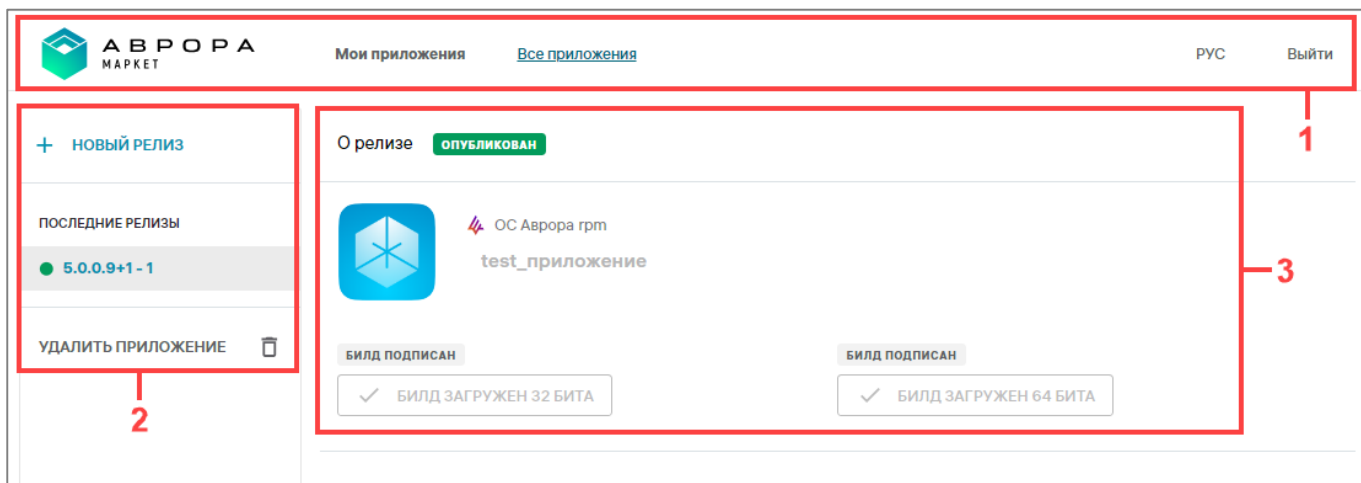 АВРОРА
МАРКЕТ
Мои приложения Все приложения РУС Выйти
1
+ НОВЫЙ РЕЛИЗ
ПОСЛЕДНИЕ РЕЛИЗЫ
5.0.0.9+1 - 1
УДАЛИТЬ ПРИЛОЖЕНИЕ
2
О релизе ОПУБЛИКОВАН
ОС Аврора rpm
test_приложение
3
БИЛД ПОДПИСАН БИЛД ПОДПИСАН
БИЛД ЗАГРУЖЕН 32 БИТА БИЛД ЗАГРУЖЕН 64 БИТА